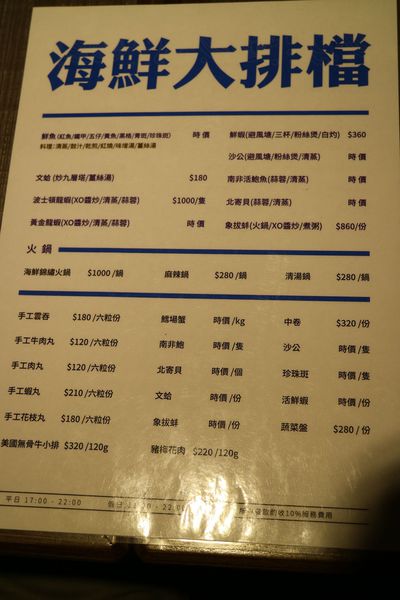 海鮮大排檔
鮮魚(紅魚/鐵甲/五仔/黃魚/黑格/青斑/珍珠斑) 時價 鮮蝦(避風塘/三杯/粉絲煲/白灼) $360
料理:清蒸/豉汁/乾煎/紅燒/味增湯/薑絲湯
沙公(避風塘/粉絲煲/清蒸) 時價
文蛤 (炒九層塔/薑絲湯) $180 南非活鮑魚(蒜蓉/清蒸) 時價
波士頓龍蝦(XO醬炒/清蒸/蒜蓉) $1000/隻 北寄貝(蒜蓉/清蒸) 時價
黃金龍蝦(XO醬炒/清蒸/蒜蓉) 時價 象拔蚌(火鍋/XO醬炒/煮粥) $860/份
火鍋
海鮮錦繡火鍋 $1000 /鍋 麻辣鍋 $280 /鍋 清湯鍋 $280 /鍋
手工雲吞 $180 /六粒份 鱈場蟹 時價 /kg 中卷 $320 /份
手工牛肉丸 $120 /六粒份 南非鮑 時價 /隻 沙公 時價 /隻
手工肉丸 $120 /六粒份 北寄貝 時價 /個 珍珠斑 時價 /隻
手工蝦丸 $210 /六粒份 文蛤 時價 /份 活鮮蝦 時價 /份
手工花枝丸 $180 /六粒份 象拔蚌 時價 /份 蔬菜盤 $280 /份
美國無骨牛小排 $320 /120g 豬梅花肉 $220 /120g
平日 17:00 - 22:00 假日 - 22:00 收10%服務費用